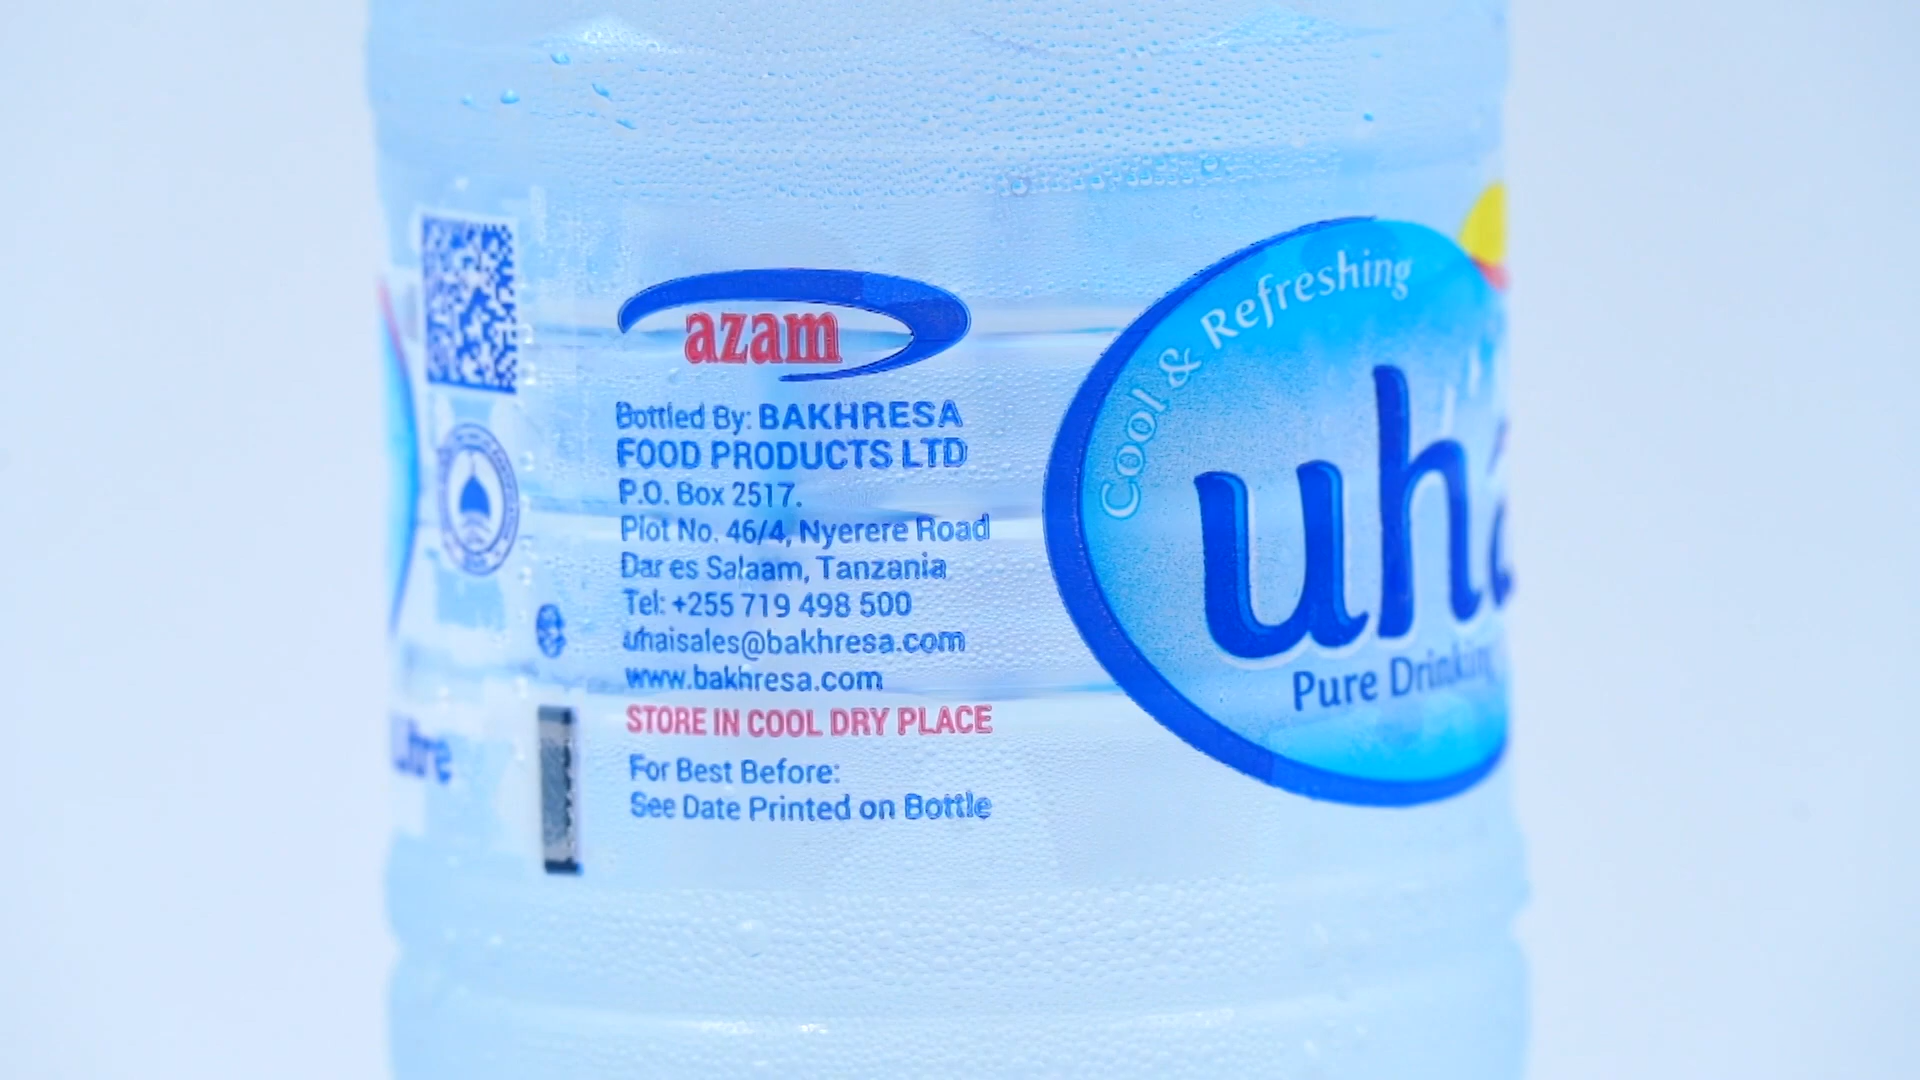 azam
Bottled By: BAKHRESA
FOOD PRODUCTS LTD
P.O. Box 2517.
Plot No. 46/4, Nyerere Road
Dar es Salaam, Tanzania
Tel: +255 719 498 500
uhaisales@bakhresa.com
www.bakhresa.com
STORE IN COOL DRY PLACE
For Best Before:
See Date Printed on Bottle
Cool & Refreshing
uha
Pure Drinking
Litre